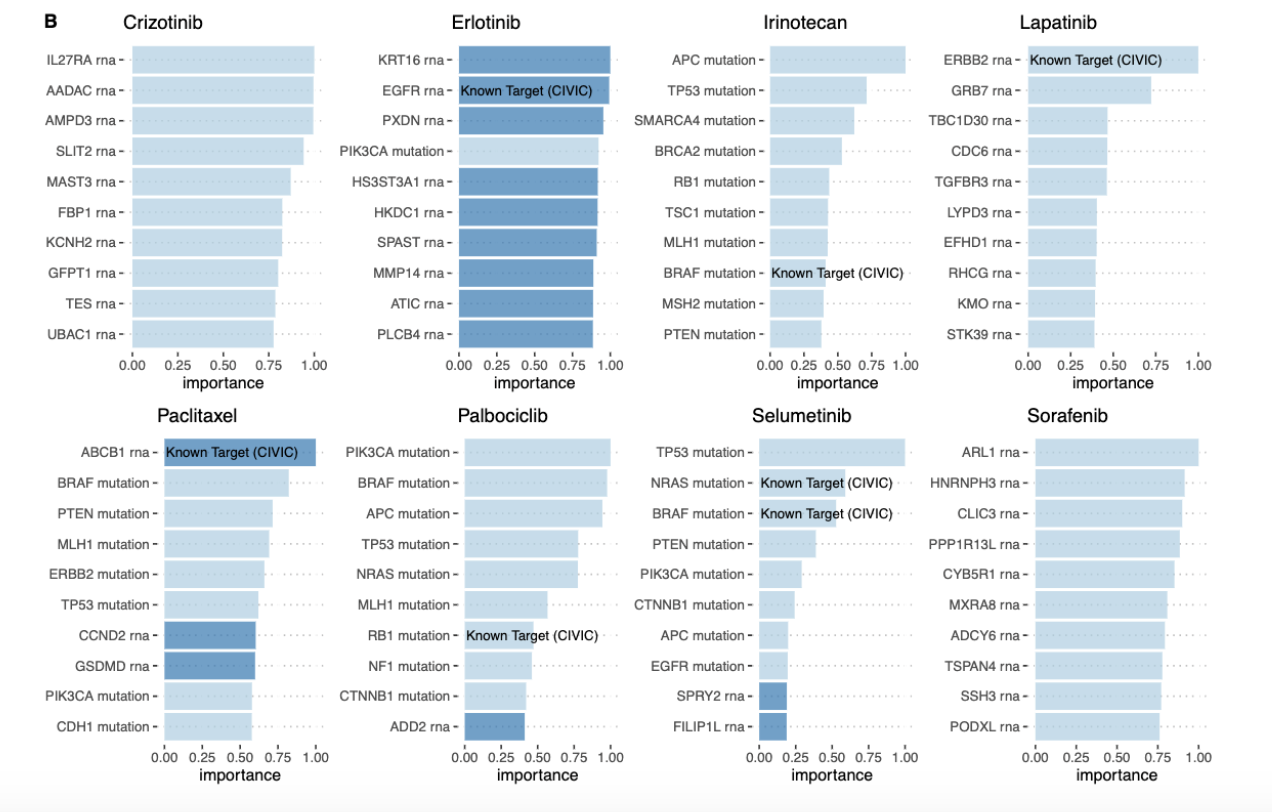 B
Crizotinib
IL27RA rna
AADAC rna
AMPD3 rna
SLIT2 rna
MAST3 rna
FBP1 rna
KCNH2 rna
GFPT1 rna
TES rna
UBAC1 rna
0.00 0.25 0.50 0.75 1.00
importance
Erlotinib
KRT16 rna
EGFR rna Known Target (CIVIC)
PXDN rna
PIK3CA mutation
HS3ST3A1 rna
HKDC1 rna
SPAST rna
MMP14 rna
ATIC rna
PLCB4 rna
0.00 0.25 0.50 0.75 1.00
importance
Irinotecan
APC mutation
TP53 mutation
SMARCA4 mutation
BRCA2 mutation
RB1 mutation
TSC1 mutation
MLH1 mutation
BRAF mutation Known Target (CIVIC)
MSH2 mutation
PTEN mutation
0.00 0.25 0.50 0.75 1.00
importance
Lapatinib
ERBB2 rna Known Target (CIVIC)
GRB7 rna
TBC1D30 rna
CDC6 rna
TGFBR3 rna
LYPD3 rna
EFHD1 rna
RHCG rna
KMO rna
STK39 rna
0.00 0.25 0.50 0.75 1.00
importance
Paclitaxel
ABCB1 rna Known Target (CIVIC)
BRAF mutation
PTEN mutation
MLH1 mutation
ERBB2 mutation
TP53 mutation
CCND2 rna
GSDMD rna
PIK3CA mutation
CDH1 mutation
0.00 0.25 0.50 0.75 1.00
importance
Palbociclib
PIK3CA mutation
BRAF mutation
APC mutation
TP53 mutation
NRAS mutation
MLH1 mutation
RB1 mutation Known Target (CIVIC)
NF1 mutation
CTNNB1 mutation
ADD2 rna
0.00 0.25 0.50 0.75 1.00
importance
Selumetinib
TP53 mutation
NRAS mutation Known Target (CIVIC)
BRAF mutation Known Target (CIVIC)
PTEN mutation
PIK3CA mutation
CTNNB1 mutation
APC mutation
EGFR mutation
SPRY2 rna
FILIP1L rna
0.00 0.25 0.50 0.75 1.00
importance
Sorafenib
ARL1 rna
HNRNPH3 rna
CLIC3 rna
PPP1R13L rna
CYB5R1 rna
MXRA8 rna
ADCY6 rna
TSPAN4 rna
SSH3 rna
PODXL rna
0.00 0.25 0.50 0.75 1.00
importance